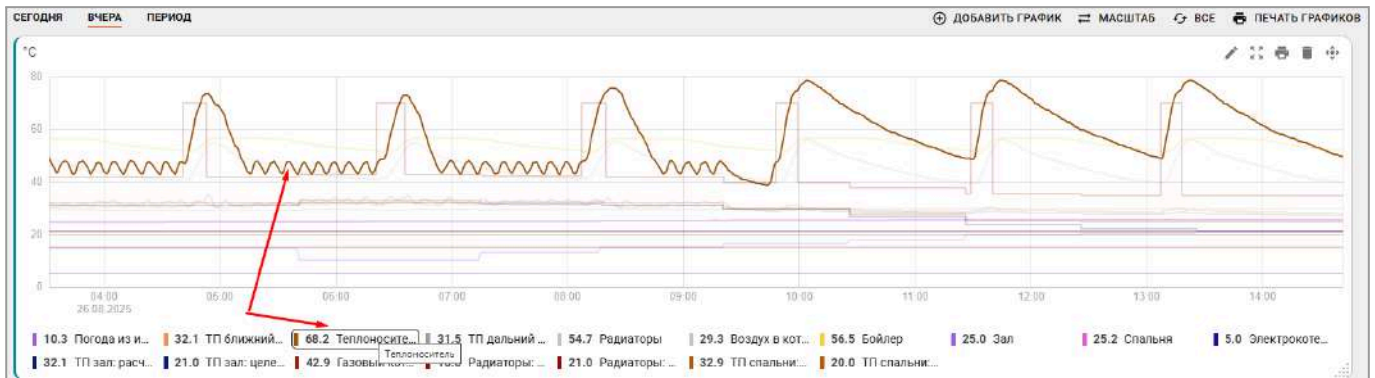 СЕГОДНЯ ВЧЕРА ПЕРИОД ДОБАВИТЬ ГРАФИК МАСШТАБ ВСЕ ПЕЧАТЬ ГРАФИКОВ
°C
80
60
40
20
0
04:00 05:00 06:00 07:00 08:00 09:00 10:00 11:00 12:00 13:00 14:00
26.08.2025
10.3 Погода из и... 32.1 ТП ближний... 68.2 Теплоносите... 31.5 ТП дальний ... 54.7 Радиаторы 29.3 Воздух в кот... 56.5 Бойлер 25.0 Зал 25.2 Спальня 5.0 Электрокоте...
Теплоноситель
32.1 ТП зал: расч... 21.0 ТП зал: целе... 42.9 Радиаторы: ... 21.0 Радиаторы: ... 32.9 ТП спальни:... 20.0 ТП спальни:...